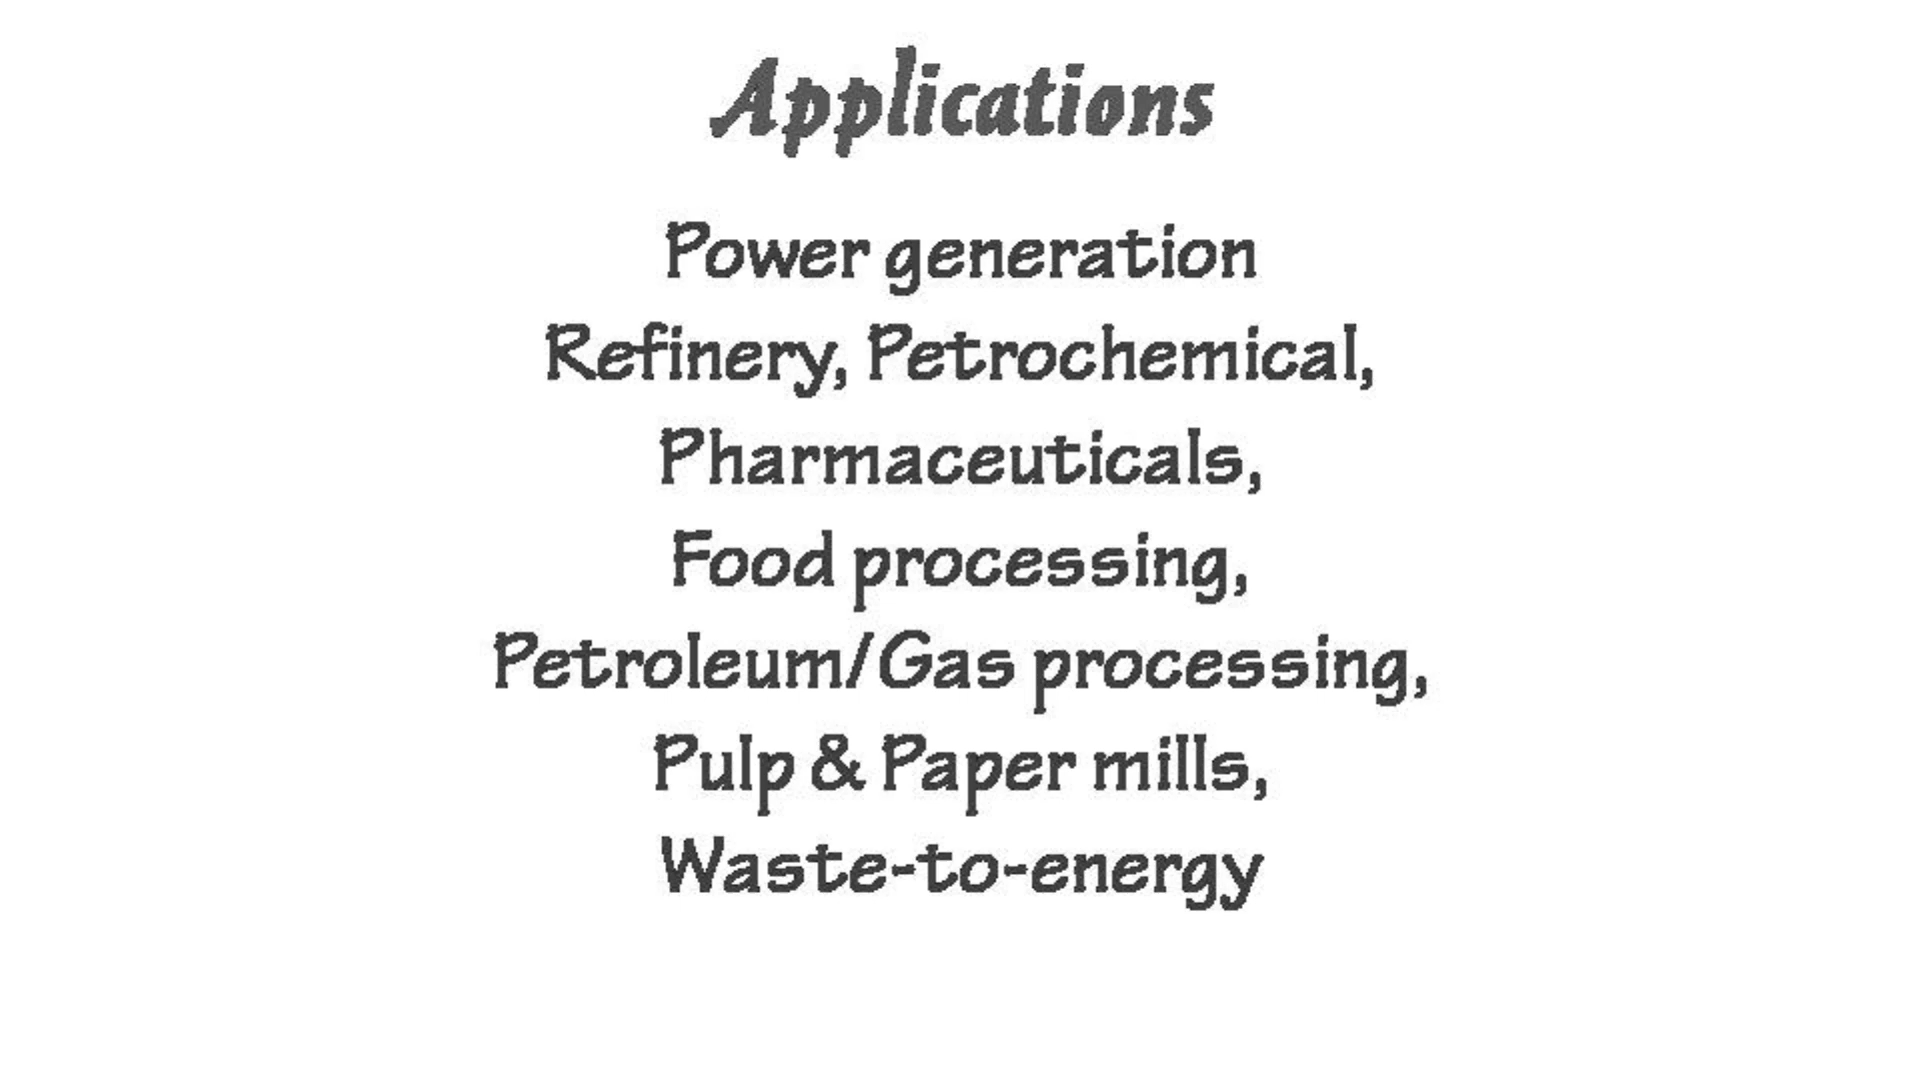 Applications
Power generation
Refinery, Petrochemical,
Pharmaceuticals,
Food processing,
Petroleum/Gas processing,
Pulp & Paper mills,
Waste-to-energy